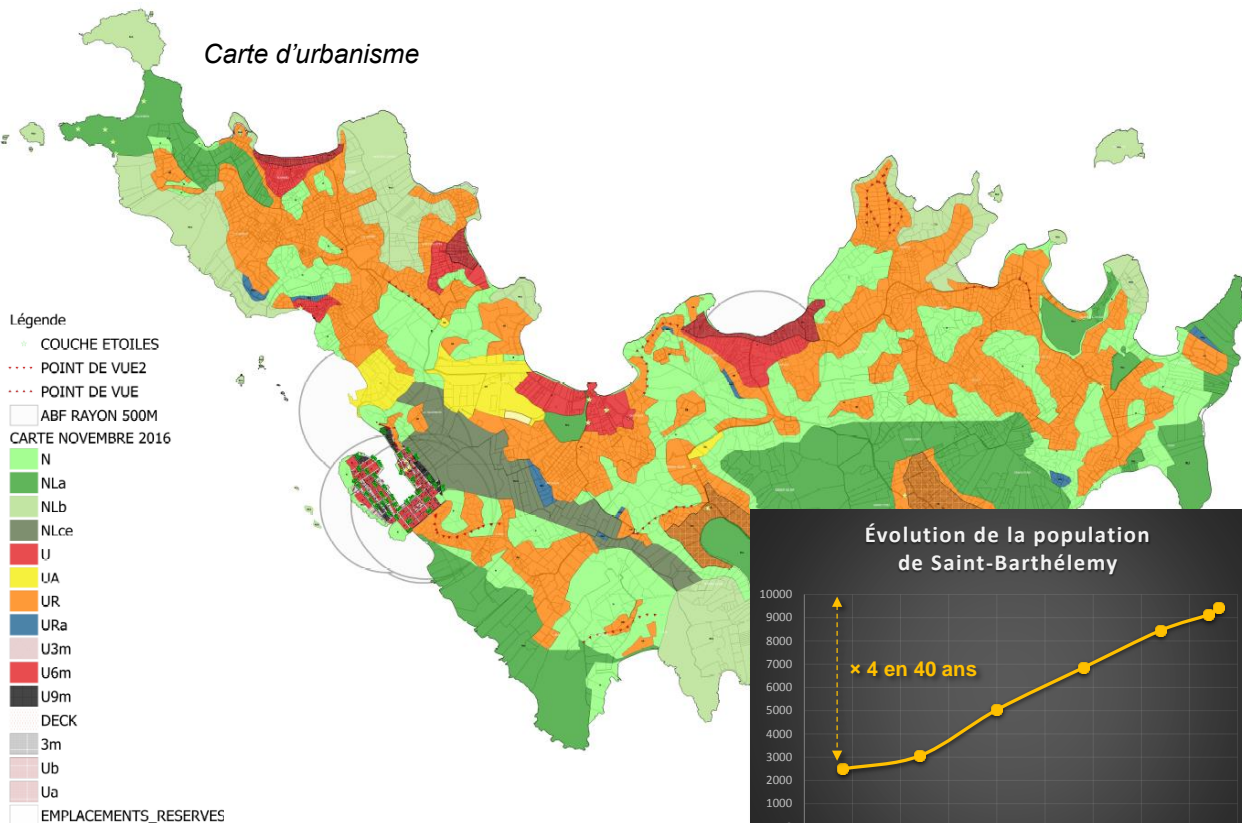 Carte d'urbanisme
Légende
COUCHE ETOILES
POINT DE VUE2
POINT DE VUE
ABF RAYON 500M
CARTE NOVEMBRE 2016
N
NLa
NLb
NLce
U
UA
UR
URa
U3m
U6m
U9m
DECK
3m
Ub
Ua
EMPLACEMENTS_RESERVES
Évolution de la population
de Saint-Barthélemy
10000
9000
8000
7000
6000
5000
4000
3000
2000
1000
× 4 en 40 ans